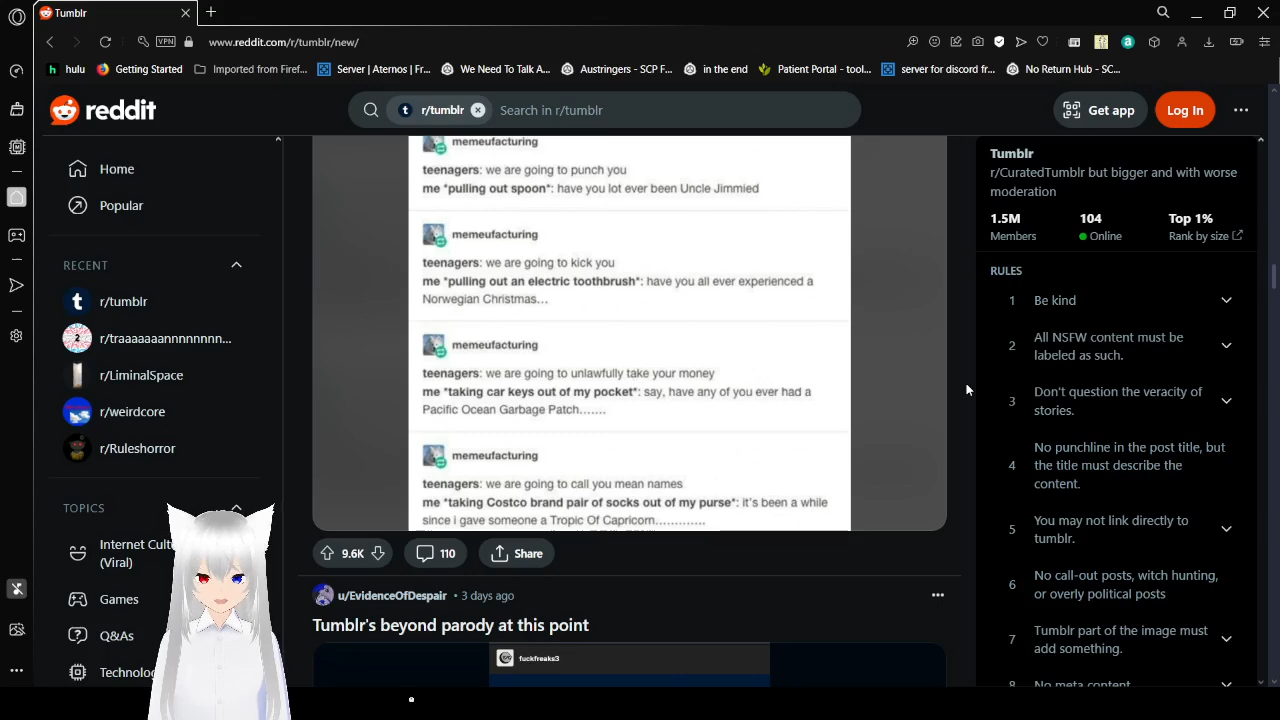 Tumblr
VPN
www.reddit.com/r/tumblr/new/
hulu
Getting Started
Imported from Firef...
Server | Aternos | Fr...
We Need To Talk A...
Austringers - SCP F...
in the end
Patient Portal - tool...
server for discord fr...
No Return Hub - SC...
reddit
r/tumblr
Search in r/tumblr
Get app
Log In
Home
Popular
RECENT
r/tumblr
r/traaaaaaannnnnnnn...
r/LiminalSpace
r/weirdcore
r/Ruleshorror
TOPICS
Internet Cult
(Viral)
Games
Q&As
Technolo
memeufacturing
teenagers: we are going to punch you
me *pulling out spoon*: have you lot ever been Uncle Jimmied
memeufacturing
teenagers: we are going to kick you
me *pulling out an electric toothbrush*: have you all ever experienced a
Norwegian Christmas...
memeufacturing
teenagers: we are going to unlawfully take your money
me *taking car keys out of my pocket*: say, have any of you ever had a
Pacific Ocean Garbage Patch.......
memeufacturing
teenagers: we are going to call you mean names
me *taking Costco brand pair of socks out of my purse*: it's been a while
since i gave someone a Tropic Of Capricorn.............
9.6K
110
Share
u/EvidenceOfDespair • 3 days ago
Tumblr's beyond parody at this point
fuckfreaks3
Tumblr
r/CuratedTumblr but bigger and with worse
moderation
1.5M 104 Top 1%
Members Online Rank by size
RULES
1 Be kind
2 All NSFW content must be
labeled as such.
3 Don't question the veracity of
stories.
4 No punchline in the post title, but
the title must describe the
content.
5 You may not link directly to
tumblr.
6 No call-out posts, witch hunting,
or overly political posts
7 Tumblr part of the image must
add something.
8 No meta content